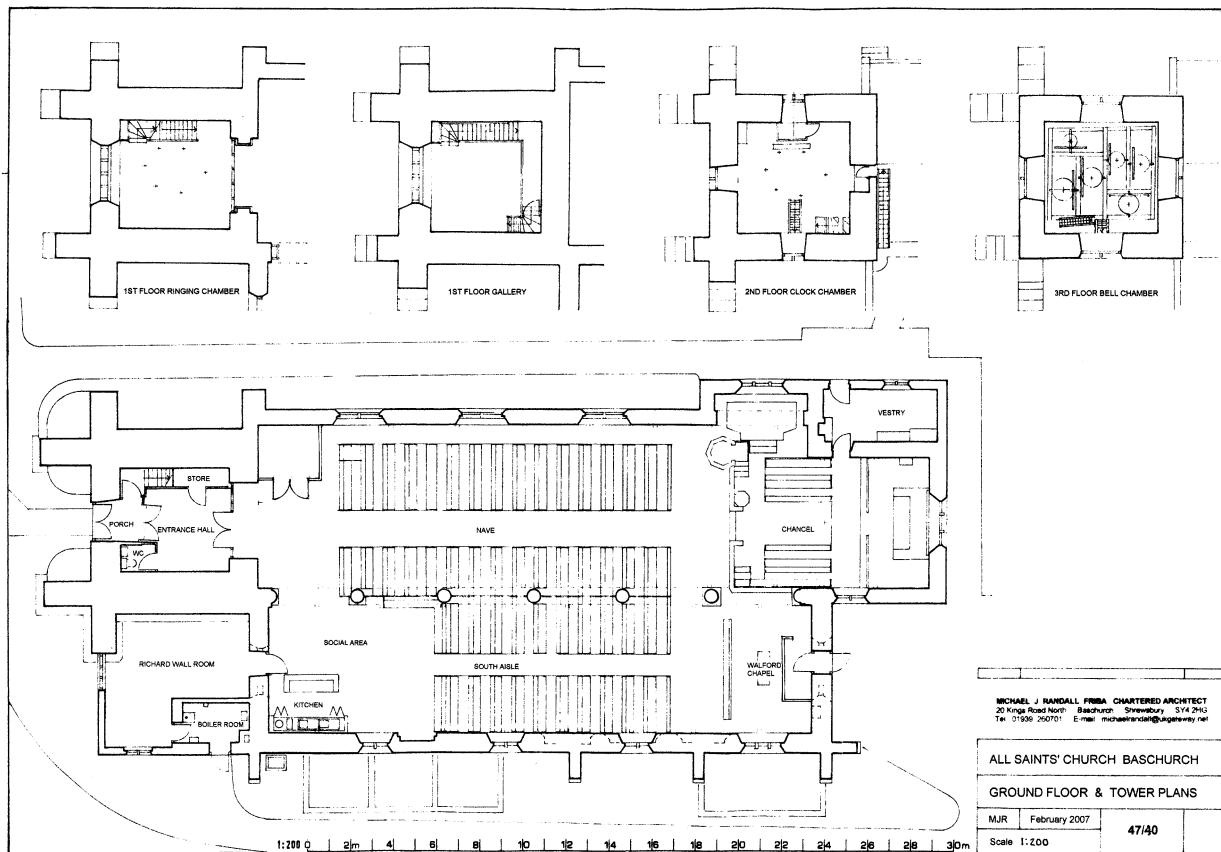 1ST FLOOR RINGING CHAMBER
1ST FLOOR GALLERY
2ND FLOOR CLOCK CHAMBER
3RD FLOOR BELL CHAMBER
VESTRY
STORE
PORCH
ENTRANCE HALL
WC
NAVE
CHANCEL
SOCIAL AREA
SOUTH AISLE
RICHARD WALL ROOM
WALFORD
CHAPEL
KITCHEN
BOILER ROOM
MICHAEL J RANDALL FRIBA CHARTERED ARCHITECT
20 Kings Road North Baschurch Shrewsbury SY4 2HG
Tel 01939 260701 E-mail michaelrandall@ukgateway.net
ALL SAINTS' CHURCH BASCHURCH
GROUND FLOOR & TOWER PLANS
MJR February 2007 47/40
Scale 1:200
1:200 0 2m 4 6 8 10 12 14 16 18 20 22 24 26 28 30m